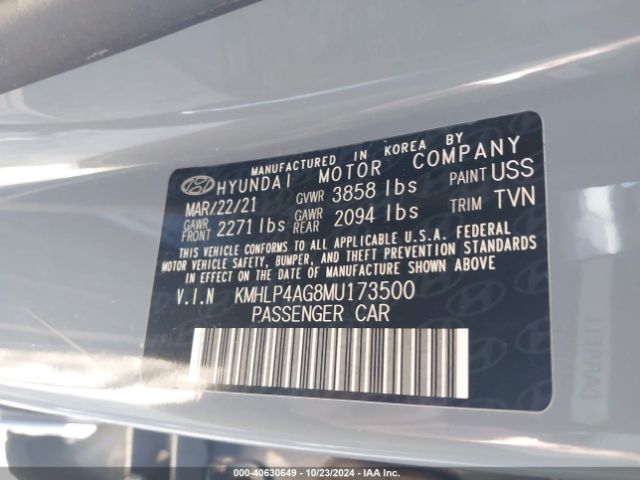 MANUFACTURED IN KOREA BY
HYUNDAI MOTOR COMPANY
MAR/22/21 GVWR 3858 lbs PAINT USS
GAWR FRONT 2271 lbs GAWR REAR 2094 lbs TRIM TVN
THIS VEHICLE CONFORMS TO ALL APPLICABLE U.S.A. FEDERAL
MOTOR VEHICLE SAFETY, BUMPER, AND THEFT PREVENTION STANDARDS
IN EFFECT ON THE DATE OF MANUFACTURE SHOWN ABOVE.
V.I.N KMHLP4AG8MU173500
PASSENGER CAR
000-40630649 - 10/23/2024 - IAA Inc.